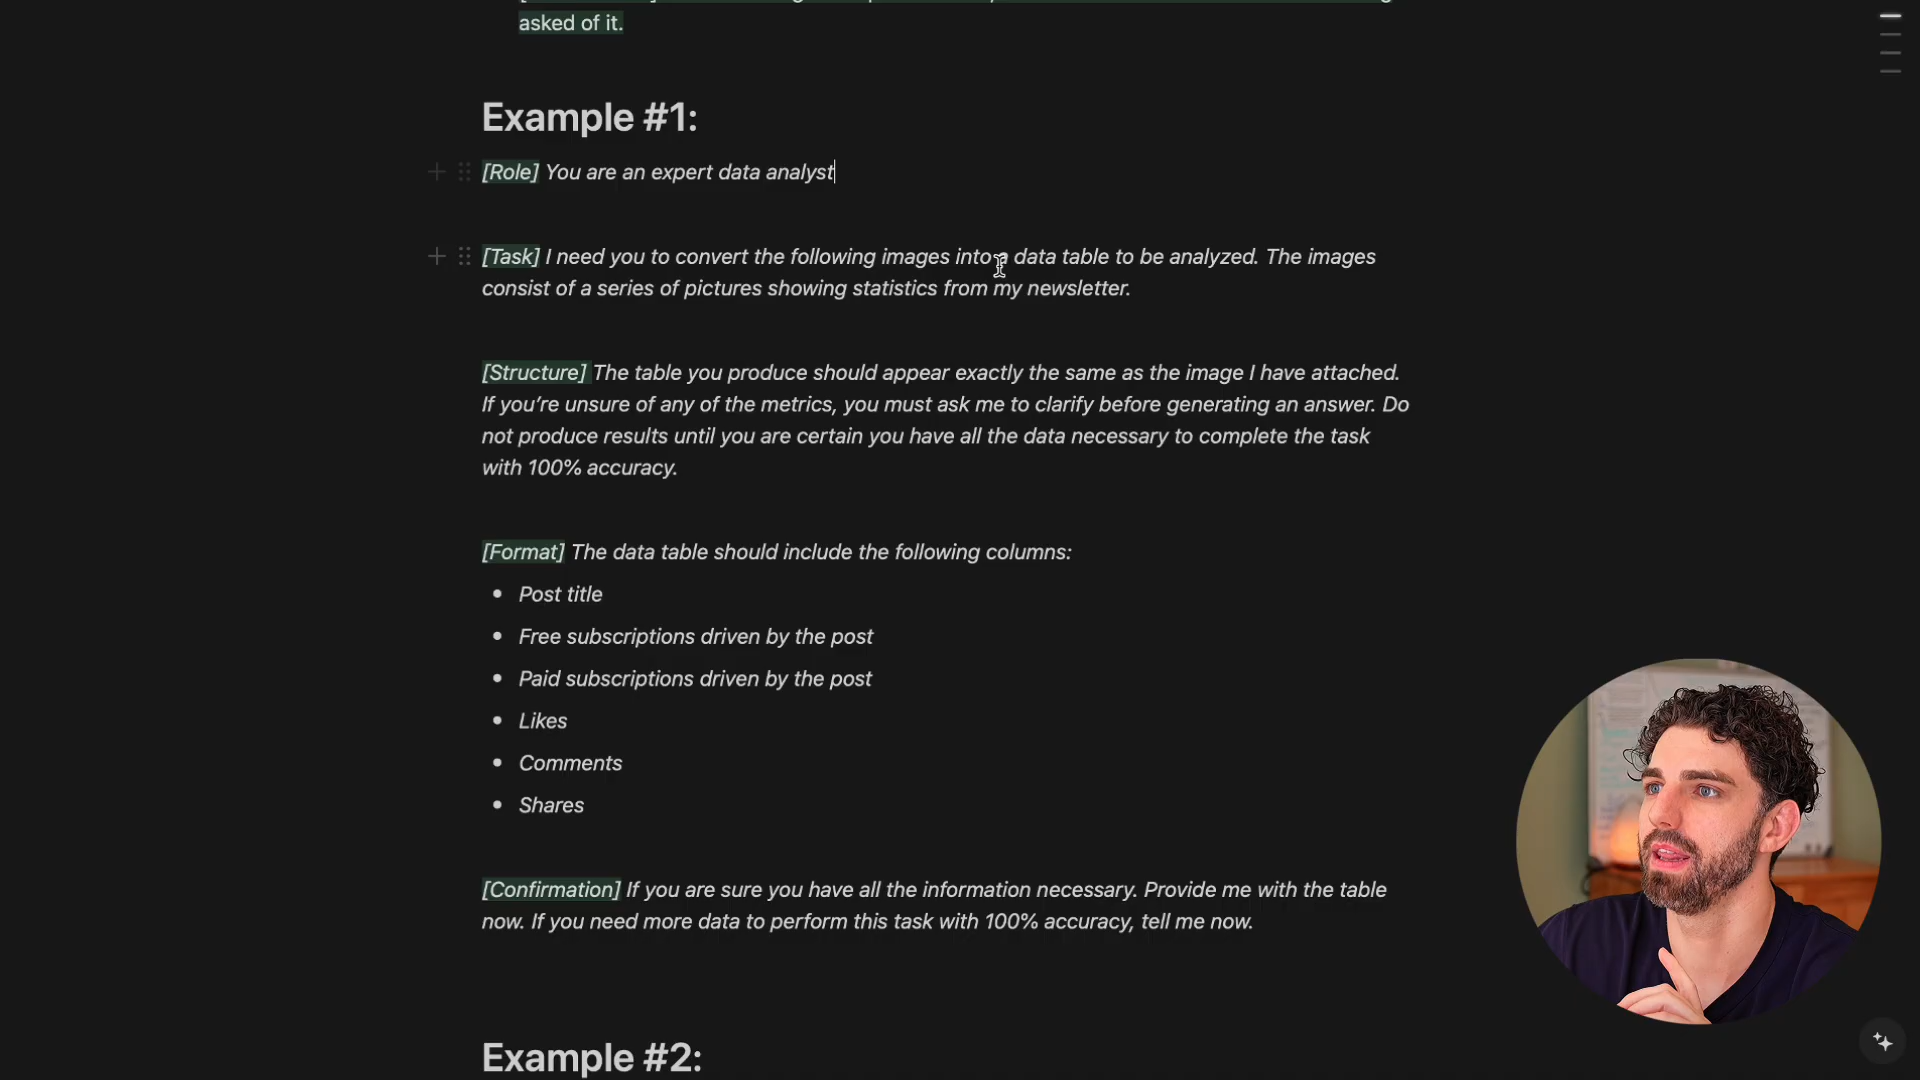 asked of it.
Example #1:
[Role] You are an expert data analyst
[Task] I need you to convert the following images into a data table to be analyzed. The images
consist of a series of pictures showing statistics from my newsletter.
[Structure] The table you produce should appear exactly the same as the image I have attached.
If you’re unsure of any of the metrics, you must ask me to clarify before generating an answer. Do
not produce results until you are certain you have all the data necessary to complete the task
with 100% accuracy.
[Format] The data table should include the following columns:
• Post title
• Free subscriptions driven by the post
• Paid subscriptions driven by the post
• Likes
• Comments
• Shares
[Confirmation] If you are sure you have all the information necessary. Provide me with the table
now. If you need more data to perform this task with 100% accuracy, tell me now.
Example #2: